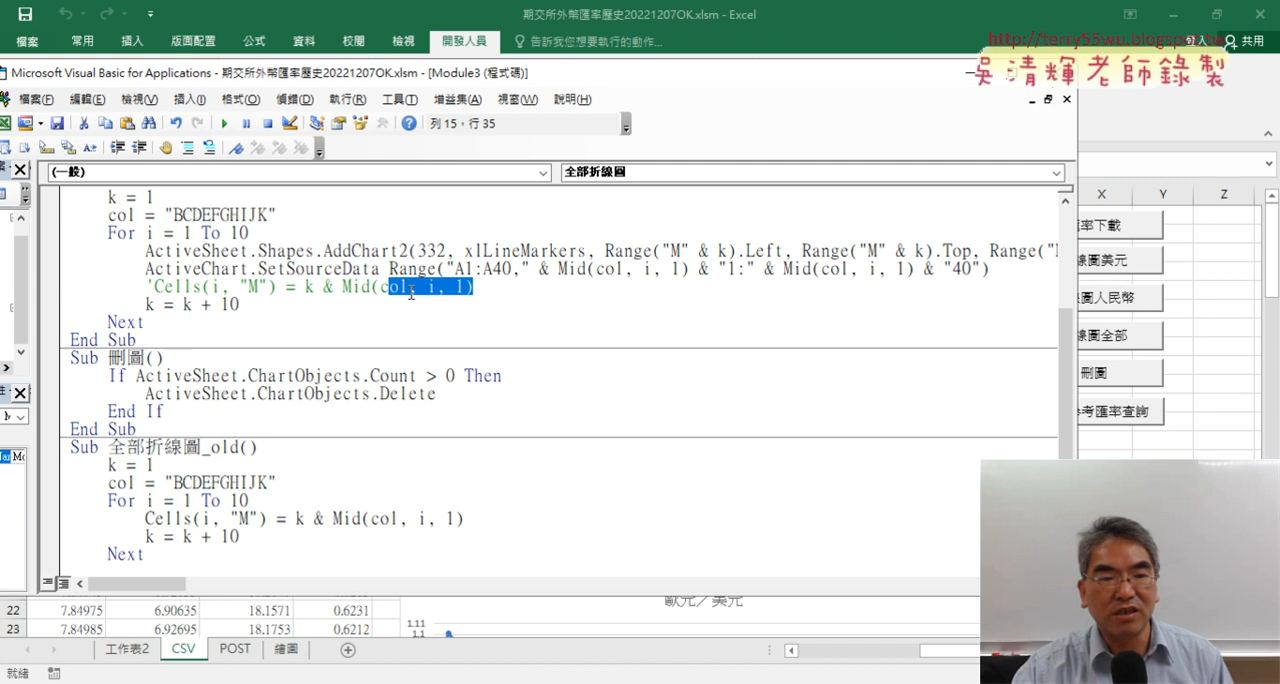 期交所外幣匯率歷史20221207OK.xlsm - Excel
檔案 常用 插入 版面配置 公式 資料 校閱 檢視 開發人員 告訴我您想要執行的動作... 登入 共用
http://terry55wu.blogspot.tw
吳清輝老師錄製
Microsoft Visual Basic for Applications - 期交所外幣匯率歷史20221207OK.xlsm - [Module3 (程式碼)]
檔案(F) 編輯(E) 檢視(V) 插入(I) 格式(O) 偵錯(D) 執行(R) 工具(T) 增益集(A) 視窗(W) 說明(H)
列 15，行 35
(一般) 全部折線圖
k = 1
col = "BCDEFGHIJK"
For i = 1 To 10
ActiveSheet.Shapes.AddChart2(332, xlLineMarkers, Range("M" & k).Left, Range("M" & k).Top, Range("
ActiveChart.SetSourceData Range("A1:A40," & Mid(col, i, 1) & "1:" & Mid(col, i, 1) & "40")
'Cells(i, "M") = k & Mid(col, i, 1)
k = k + 10
Next
End Sub
Sub 刪圖()
If ActiveSheet.ChartObjects.Count > 0 Then
ActiveSheet.ChartObjects.Delete
End If
End Sub
Sub 全部折線圖_old()
k = 1
col = "BCDEFGHIJK"
For i = 1 To 10
Cells(i, "M") = k & Mid(col, i, 1)
k = k + 10
Next
X Y Z
匯率下載
線圖美元
圖人民幣
線圖全部
刪圖
考匯率查詢
22 7.84975 6.90635 18.1571 0.6231
23 7.84985 6.92695 18.1753 0.6212
歐元／美元
1.11
1.1
工作表2 CSV POST 繪圖
就緒